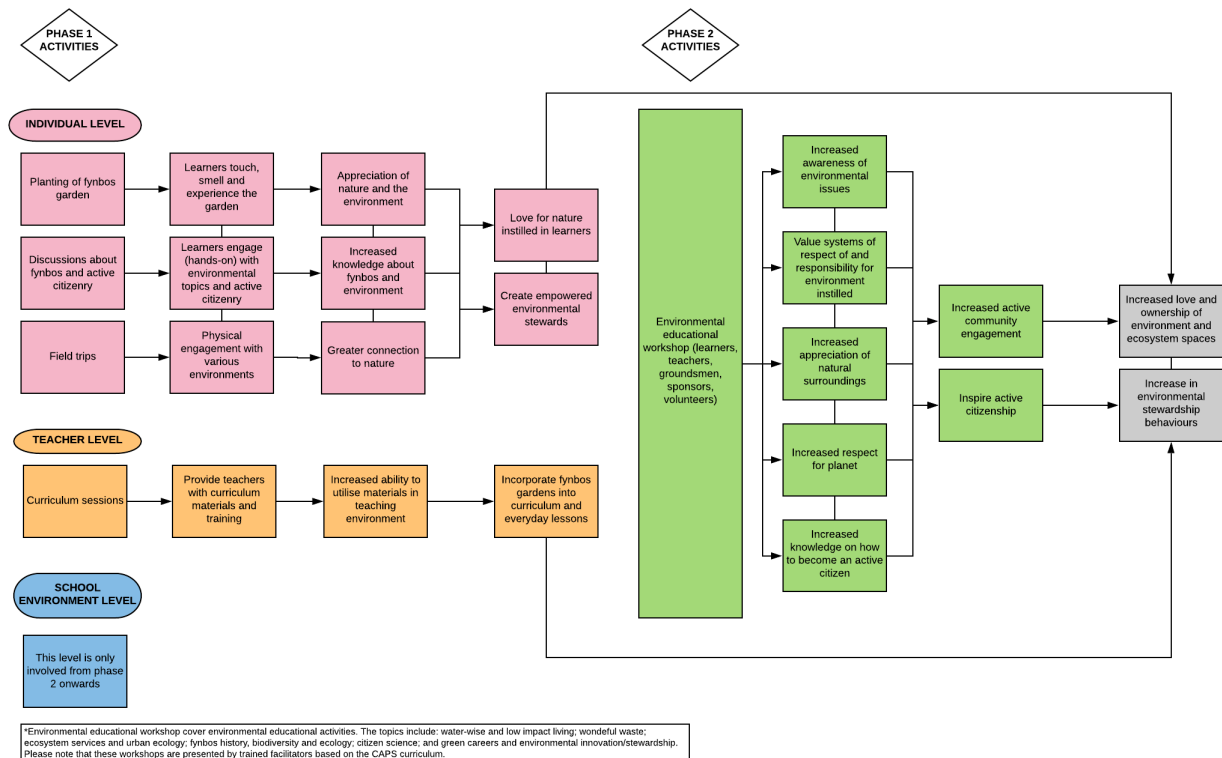 PHASE 1
ACTIVITIES
PHASE 2
ACTIVITIES
INDIVIDUAL LEVEL
Planting of fynbos
garden
Learners touch,
smell and
experience the
garden
Appreciation of
nature and the
environment
Love for nature
instilled in learners
Discussions about
fynbos and active
citizenry
Learners engage
(hands-on) with
environmental
topics and active
citizenry
Increased
knowledge about
fynbos and
environment
Create empowered
environmental
stewards
Field trips
Physical
engagement with
various
environments
Greater connection
to nature
TEACHER LEVEL
Curriculum sessions
Provide teachers
with curriculum
materials and
training
Increased ability to
utilise materials in
teaching
environment
Incorporate fynbos
gardens into
curriculum and
everyday lessons
SCHOOL
ENVIRONMENT LEVEL
This level is only
involved from phase
2 onwards
Environmental
educational
workshop (learners,
teachers,
groundsmen,
sponsors,
volunteers)
Increased
awareness of
environmental
issues
Value systems of
respect of and
responsibility for
environment
instilled
Increased
appreciation of
natural
surroundings
Increased respect
for planet
Increased
knowledge on how
to become an active
citizen
Increased active
community
engagement
Inspire active
citizenship
Increased love and
ownership of
environment and
ecosystem spaces
Increase in
environmental
stewardship
behaviours
*Environmental educational workshop cover environmental educational activities. The topics include: water-wise and low impact living; wondeful waste;
ecosystem services and urban ecology; fynbos history, biodiversity and ecology; citizen science; and green careers and environmental innovation/stewardship.
Please note that these workshops are presented by trained facilitators based on the CAPS curriculum.